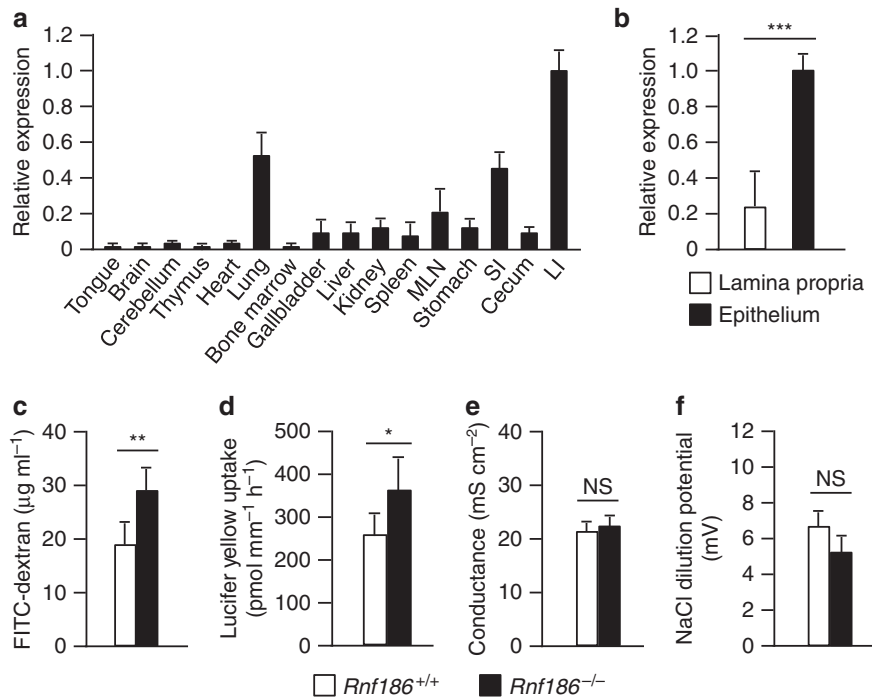 a
Relative expression
1.2
1.0
0.8
0.6
0.4
0.2
0
Tongue
Brain
Cerebellum
Thymus
Heart
Lung
Bone marrow
Gallbladder
Liver
Kidney
Spleen
MLN
Stomach
SI
Cecum
LI
b
Relative expression
1.2
1.0
0.8
0.6
0.4
0.2
0
***
Lamina propria
Epithelium
c
FITC-dextran (μg ml⁻¹)
40
30
20
10
0
**
d
Lucifer yellow uptake
(pmol mm⁻¹ h⁻¹)
500
400
300
200
100
0
*
e
Conductance (mS cm⁻²)
40
30
20
10
0
NS
f
NaCl dilution potential
(mV)
12
10
8
6
4
2
0
NS
Rnf186⁺/⁺
Rnf186⁻/⁻